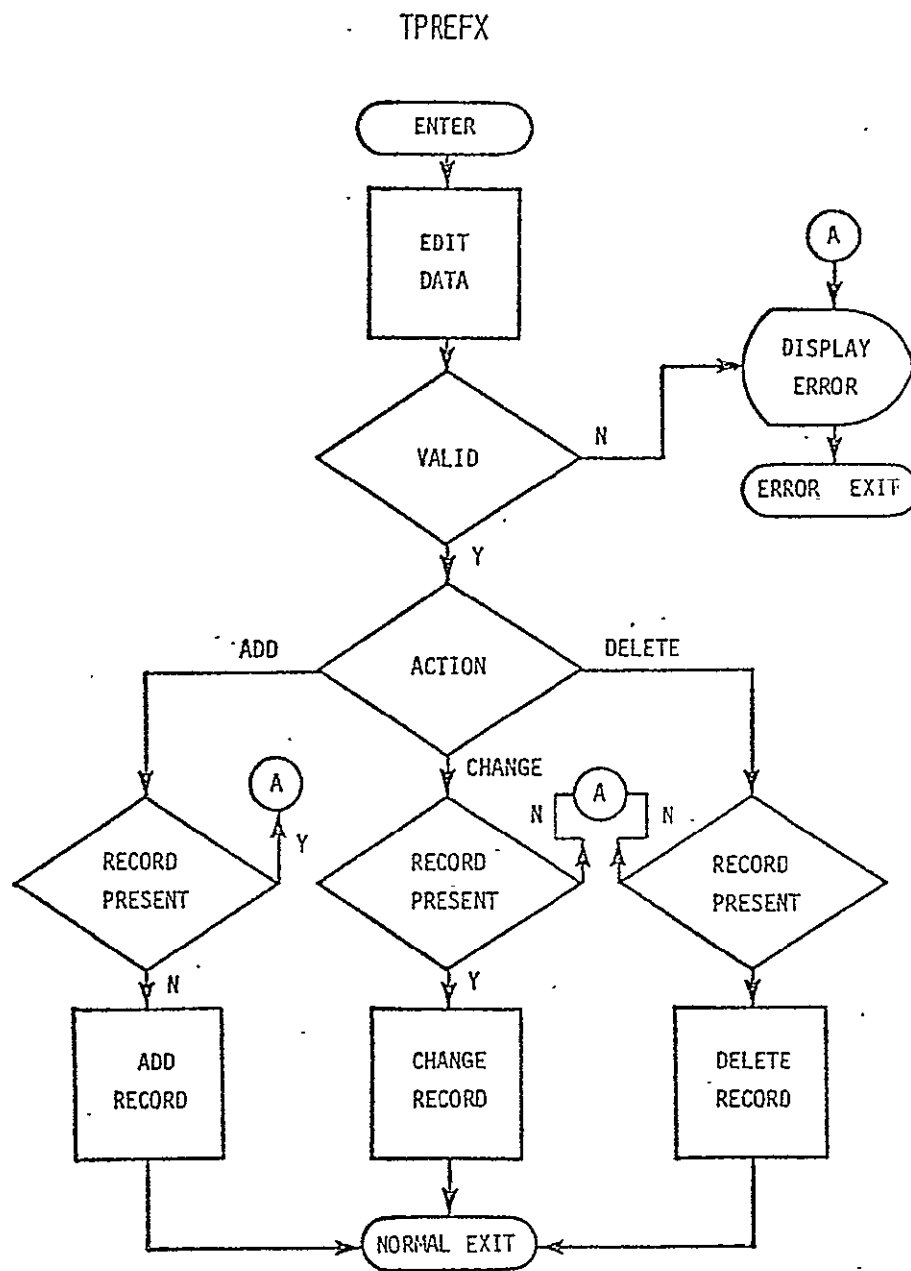 TPREFX
ENTER
EDIT
DATA
A
DISPLAY
ERROR
VALID
N
ERROR EXIT
Y
ACTION
ADD
DELETE
CHANGE
A
Y
N
A
N
RECORD
PRESENT
RECORD
PRESENT
RECORD
PRESENT
N
Y
ADD
RECORD
CHANGE
RECORD
DELETE
RECORD
NORMAL EXIT